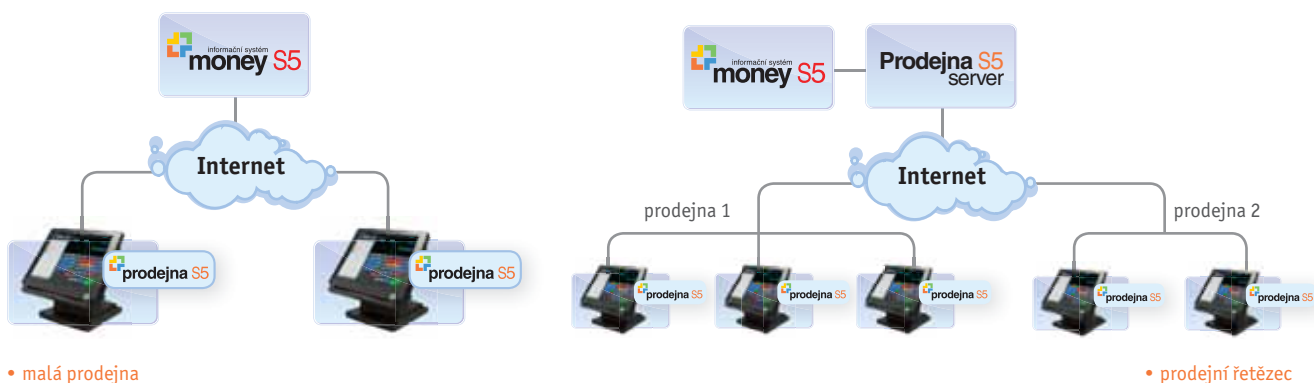 informační systém
money S5
Internet
prodejna S5
prodejna S5
• malá prodejna
informační systém
money S5
Prodejna S5
server
Internet
prodejna 1
prodejna 2
prodejna S5
prodejna S5
prodejna S5
prodejna S5
prodejna S5
• prodejní řetězec